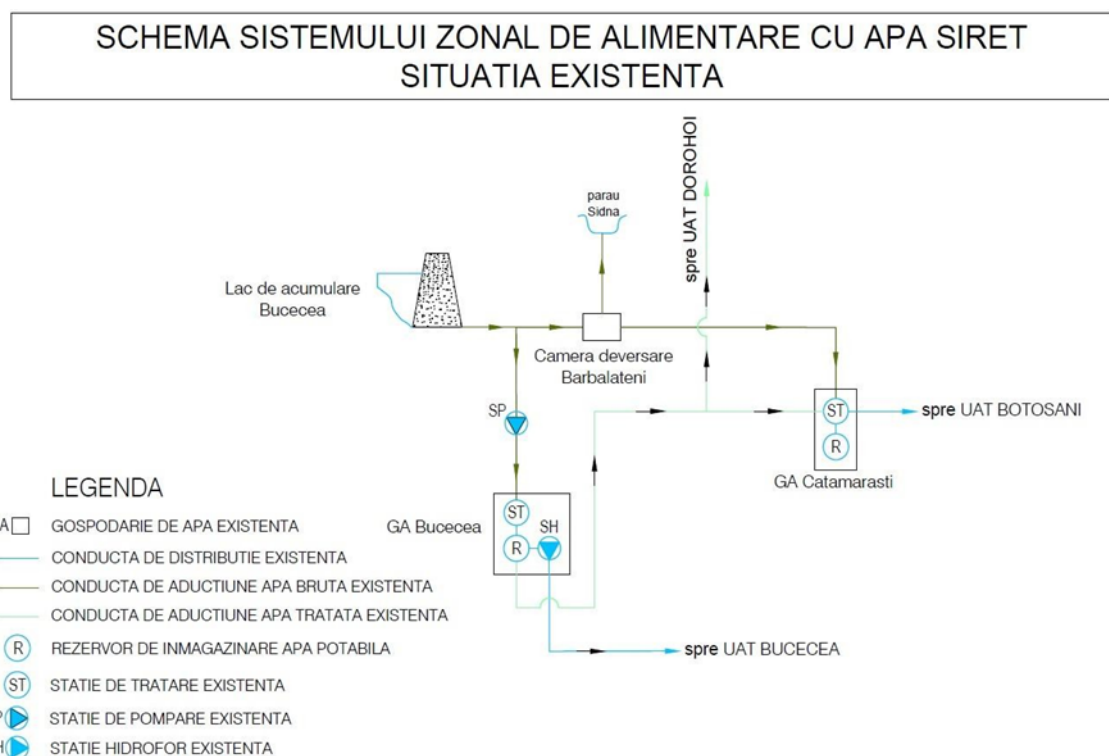 SCHEMA SISTEMULUI ZONAL DE ALIMENTARE CU APA SIRET
SITUATIA EXISTENTA
spre UAT DOROHOI
parau
Sidna
Lac de acumulare
Bucecea
Camera deversare
Barbalateni
SP
ST
R
spre UAT BOTOSANI
GA Catamarasti
GA Bucecea
ST
SH
R
spre UAT BUCECEA
LEGENDA
A GOSPODARIE DE APA EXISTENTA
CONDUCTA DE DISTRIBUTIE EXISTENTA
CONDUCTA DE ADUCTIUNE APA BRUTA EXISTENTA
CONDUCTA DE ADUCTIUNE APA TRATATA EXISTENTA
R REZERVOR DE INMAGAZINARE APA POTABILA
ST STATIE DE TRATARE EXISTENTA
STATIE DE POMPARE EXISTENTA
STATIE HIDROFOR EXISTENTA